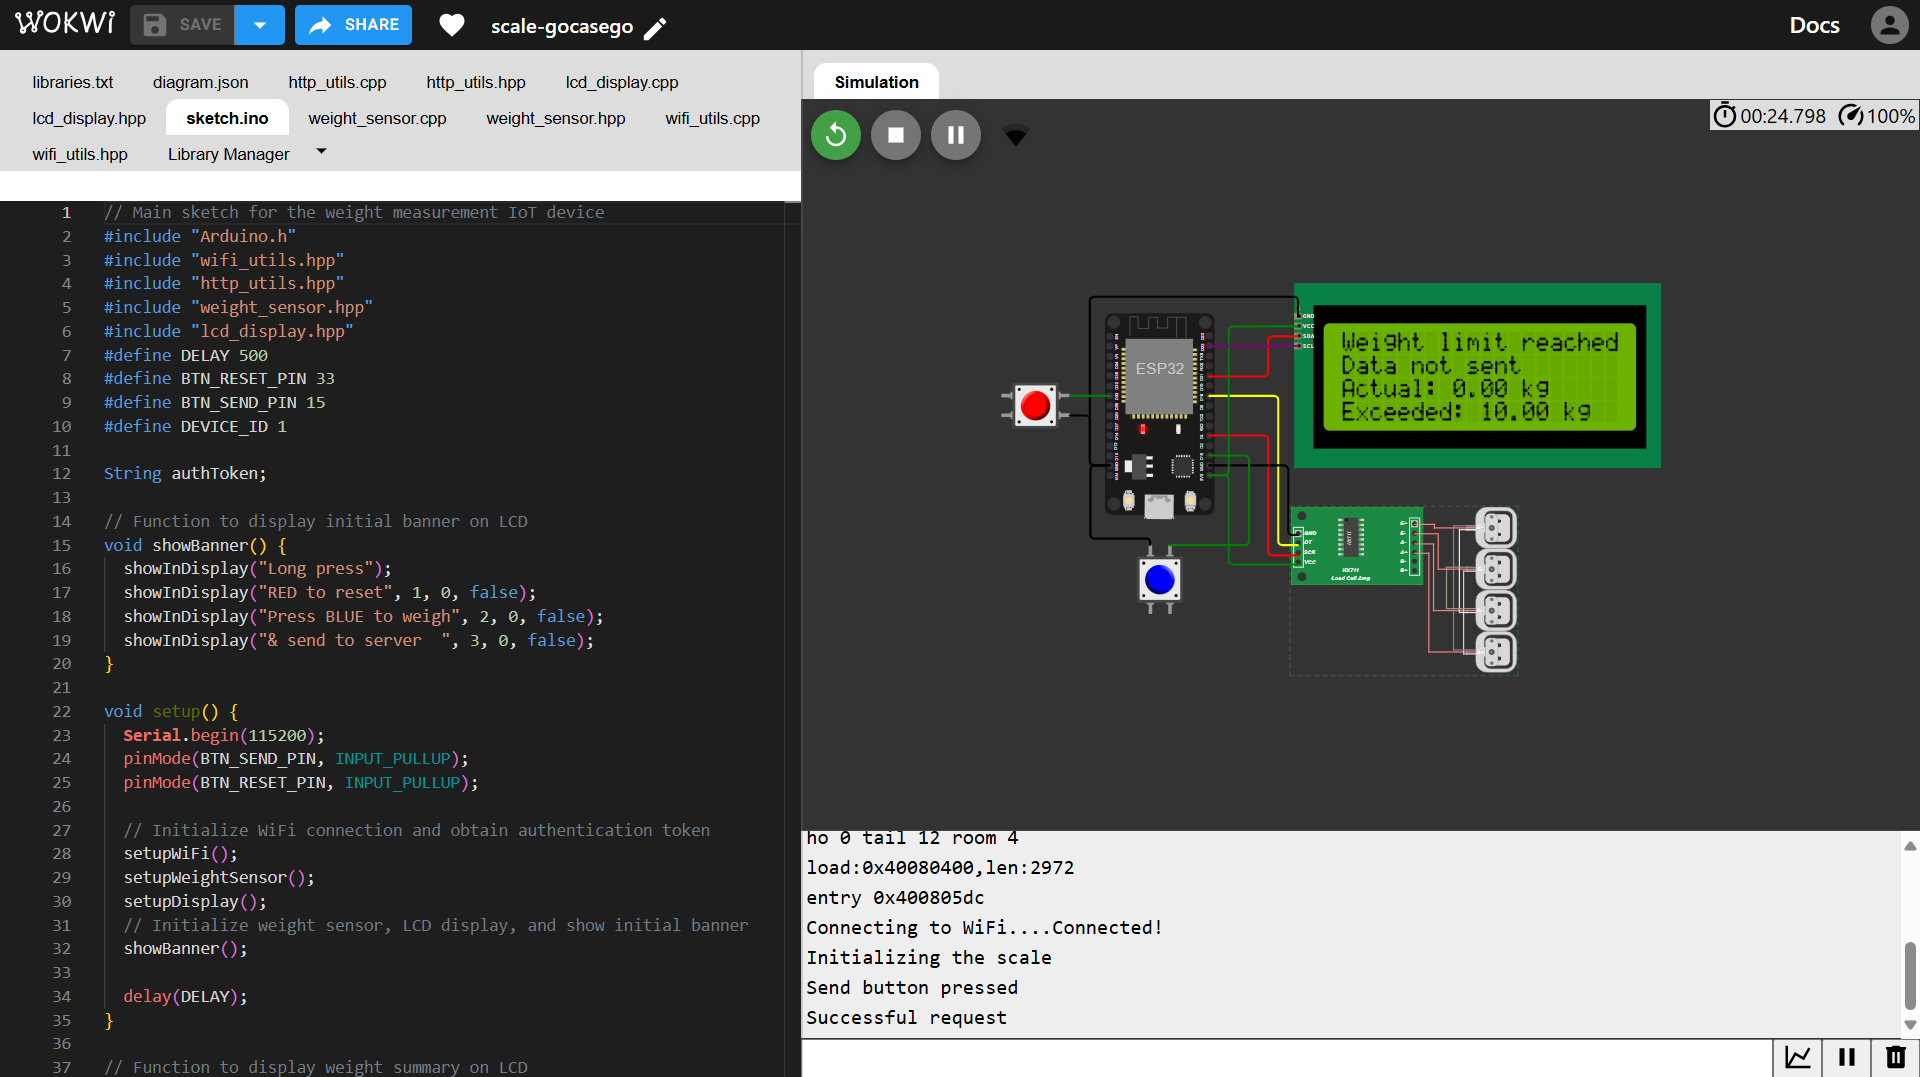 WOKWi
SAVE
SHARE
scale-gocasego
Docs
libraries.txt
diagram.json
http_utils.cpp
http_utils.hpp
lcd_display.cpp
lcd_display.hpp
sketch.ino
weight_sensor.cpp
weight_sensor.hpp
wifi_utils.cpp
wifi_utils.hpp
Library Manager
1 // Main sketch for the weight measurement IoT device
2 #include "Arduino.h"
3 #include "wifi_utils.hpp"
4 #include "http_utils.hpp"
5 #include "weight_sensor.hpp"
6 #include "lcd_display.hpp"
7 #define DELAY 500
8 #define BTN_RESET_PIN 33
9 #define BTN_SEND_PIN 15
10 #define DEVICE_ID 1
11
12 String authToken;
13
14 // Function to display initial banner on LCD
15 void showBanner() {
16 showInDisplay("Long press");
17 showInDisplay("RED to reset", 1, 0, false);
18 showInDisplay("Press BLUE to weigh", 2, 0, false);
19 showInDisplay("& send to server  ", 3, 0, false);
20 }
21
22 void setup() {
23 Serial.begin(115200);
24 pinMode(BTN_SEND_PIN, INPUT_PULLUP);
25 pinMode(BTN_RESET_PIN, INPUT_PULLUP);
26
27 // Initialize WiFi connection and obtain authentication token
28 setupWiFi();
29 setupWeightSensor();
30 setupDisplay();
31 // Initialize weight sensor, LCD display, and show initial banner
32 showBanner();
33
34 delay(DELAY);
35 }
36
37 // Function to display weight summary on LCD
Simulation
00:24.798
100%
ESP32
GND
VCC
SDA
SCL
Weight limit reached
Data not sent
Actual: 0.00 kg
Exceeded: 10.00 kg
GND
DT
SCK
VCC
HX711
HX711
Load Cell Amp
E+
E-
A-
A+
B-
B+
ho 0 tail 12 room 4
load:0x40080400,len:2972
entry 0x400805dc
Connecting to WiFi....Connected!
Initializing the scale
Send button pressed
Successful request